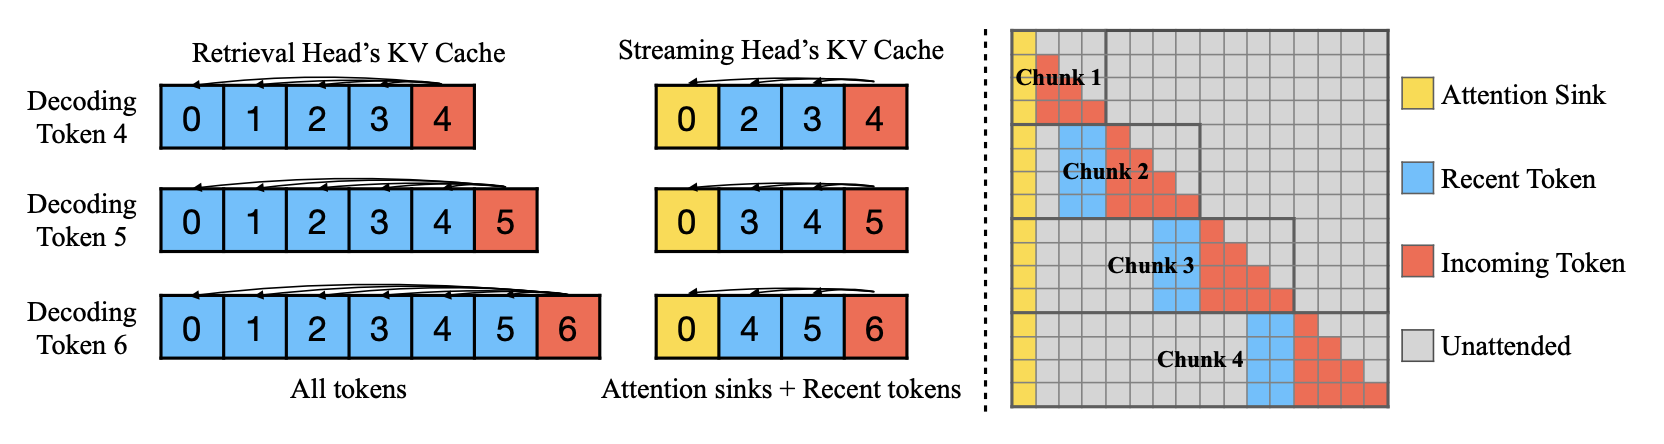 Retrieval Head's KV Cache
Streaming Head's KV Cache
Decoding
Token 4
0 1 2 3 4
0 2 3 4
Decoding
Token 5
0 1 2 3 4 5
0 3 4 5
Decoding
Token 6
0 1 2 3 4 5 6
0 4 5 6
All tokens
Attention sinks + Recent tokens
Chunk 1
Chunk 2
Chunk 3
Chunk 4
Attention Sink
Recent Token
Incoming Token
Unattended